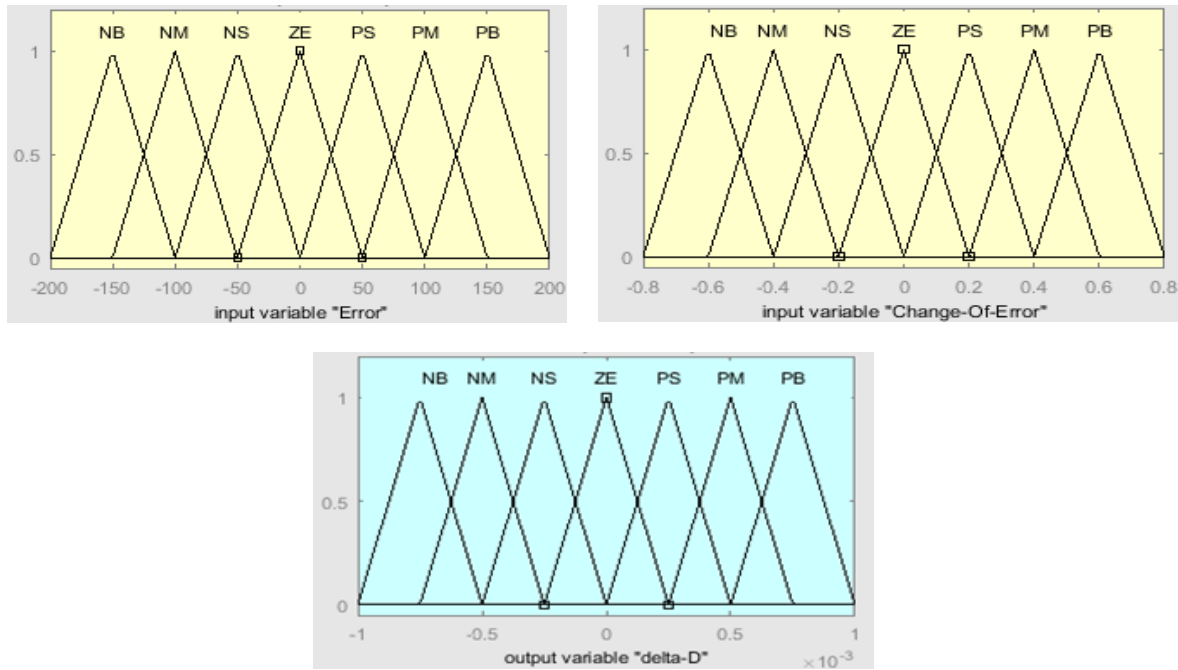 NB NM NS ZE PS PM PB
1
0.5
0
-200 -150 -100 -50 0 50 100 150 200
input variable "Error"
NB NM NS ZE PS PM PB
1
0.5
0
-0.8 -0.6 -0.4 -0.2 0 0.2 0.4 0.6 0.8
input variable "Change-Of-Error"
NB NM NS ZE PS PM PB
1
0.5
0
-1 -0.5 0 0.5 1
output variable "delta-D"
×10⁻³